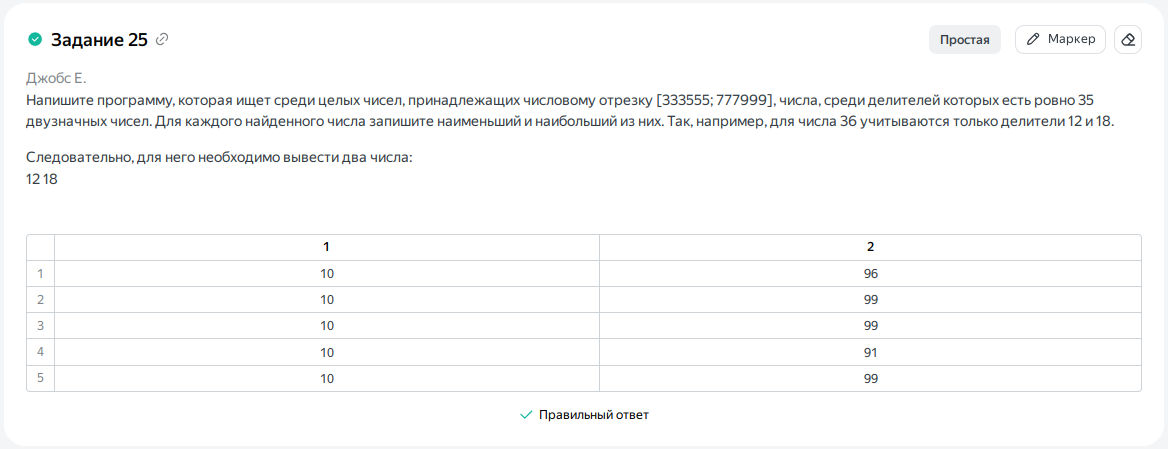 Задание 25
Простая
Маркер
Джобс Е.
Напишите программу, которая ищет среди целых чисел, принадлежащих числовому отрезку [333555; 777999], числа, среди делителей которых есть ровно 35
двузначных чисел. Для каждого найденного числа запишите наименьший и наибольший из них. Так, например, для числа 36 учитываются только делители 12 и 18.
Следовательно, для него необходимо вывести два числа:
12 18
1 2
1 10 96
2 10 99
3 10 99
4 10 91
5 10 99
Правильный ответ